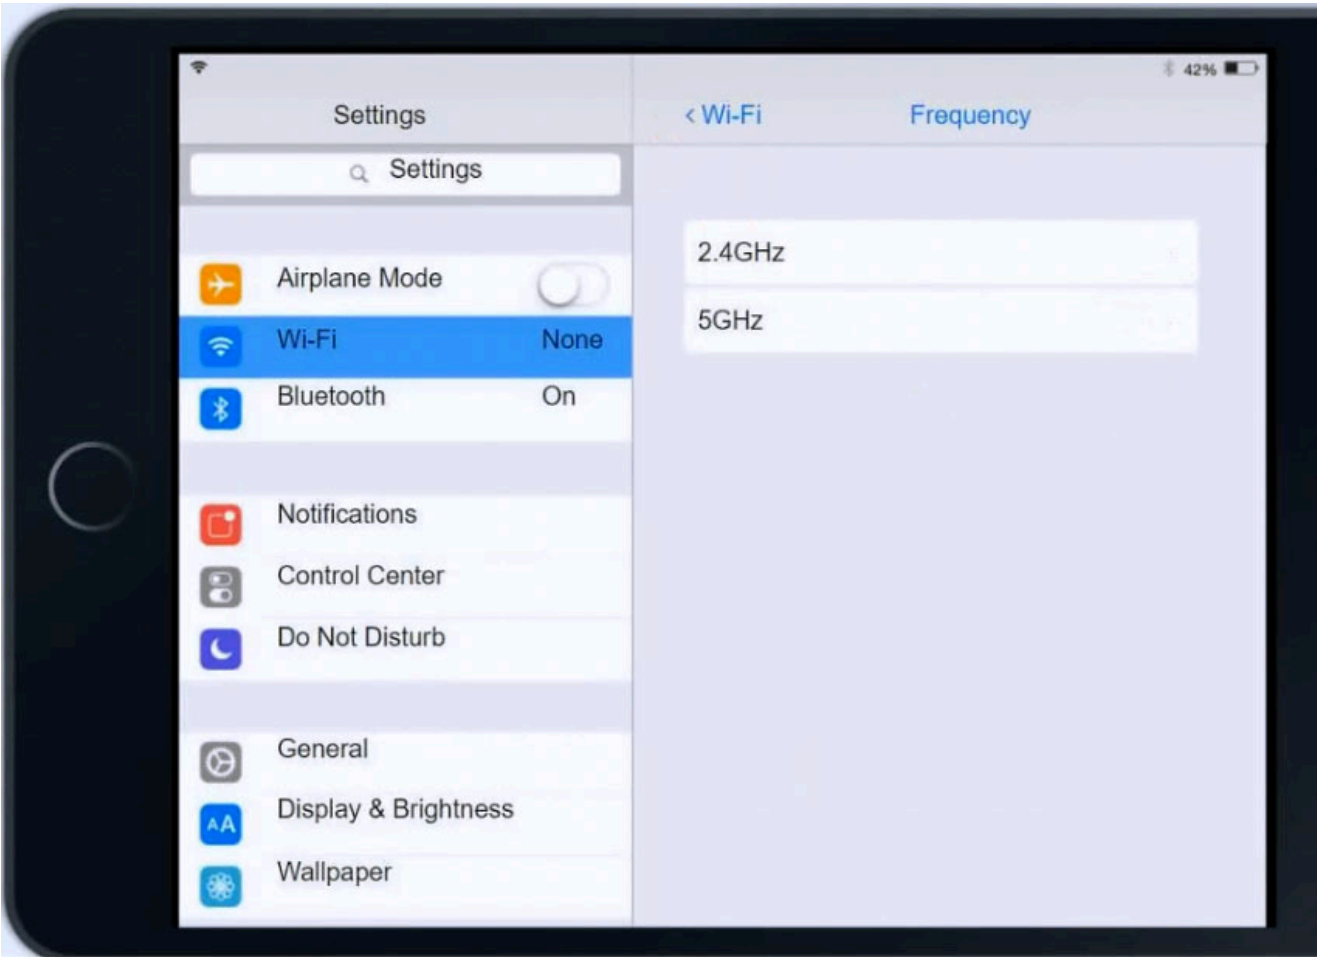 42%
Settings
< Wi-Fi
Frequency
Settings
Airplane Mode
Wi-Fi None
Bluetooth On
Notifications
Control Center
Do Not Disturb
General
AA Display & Brightness
Wallpaper
2.4GHz
5GHz